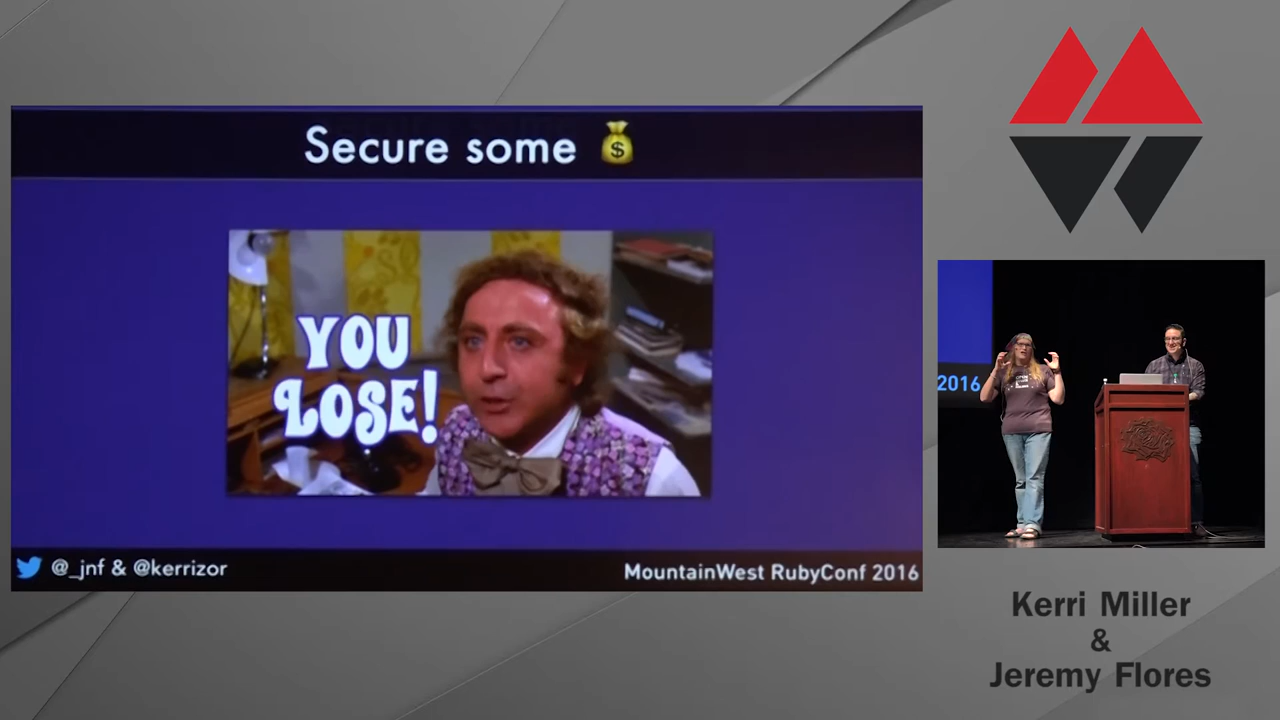 Secure some 💰
YOU
LOSE!
@_jnf & @kerrizor
MountainWest RubyConf 2016
2016
Kerri Miller
&
Jeremy Flores